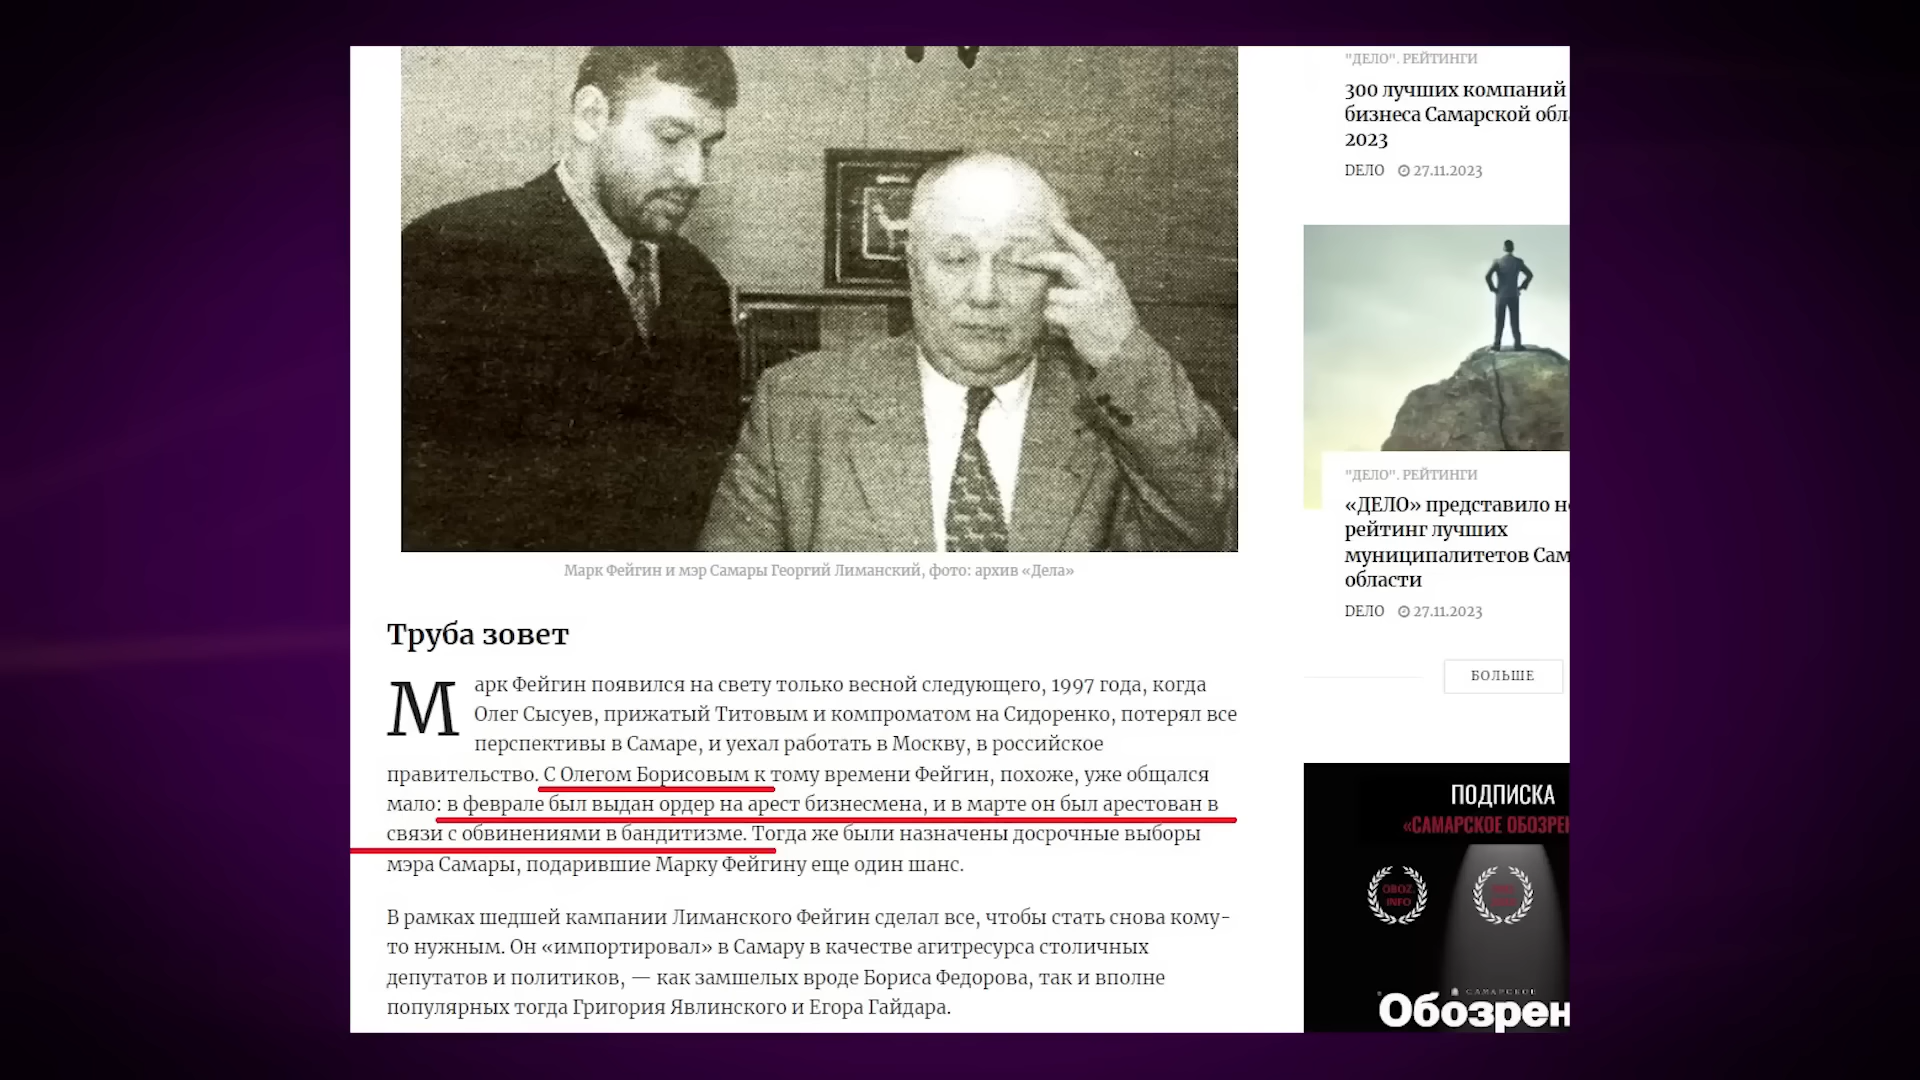 Марк Фейгин и мэр Самары Георгий Лиманский, фото: архив «Дела»
Труба зовет
Марк Фейгин появился на свету только весной следующего, 1997 года, когда
Олег Сысуев, прижатый Титовым и компроматом на Сидоренко, потерял все
перспективы в Самаре, и уехал работать в Москву, в российское
правительство. С Олегом Борисовым к тому времени Фейгин, похоже, уже общался
мало: в феврале был выдан ордер на арест бизнесмена, и в марте он был арестован в
связи с обвинениями в бандитизме. Тогда же были назначены досрочные выборы
мэра Самары, подарившие Марку Фейгину еще один шанс.
В рамках шедшей кампании Лиманского Фейгин сделал все, чтобы стать снова кому-
то нужным. Он «импортировал» в Самару в качестве агитресурса столичных
депутатов и политиков, — как замшелых вроде Бориса Федорова, так и вполне
популярных тогда Григория Явлинского и Егора Гайдара.
"ДЕЛО". РЕЙТИНГИ
300 лучших компаний
бизнеса Самарской обл
2023
DЕЛО 27.11.2023
"ДЕЛО". РЕЙТИНГИ
«ДЕЛО» представило н
рейтинг лучших
муниципалитетов Сам
области
DЕЛО 27.11.2023
БОЛЬШЕ
ПОДПИСКА
«САМАРСКОЕ ОБОЗРЕН
OBOZ.
INFO
САМАРСКОЕ
Обозрен